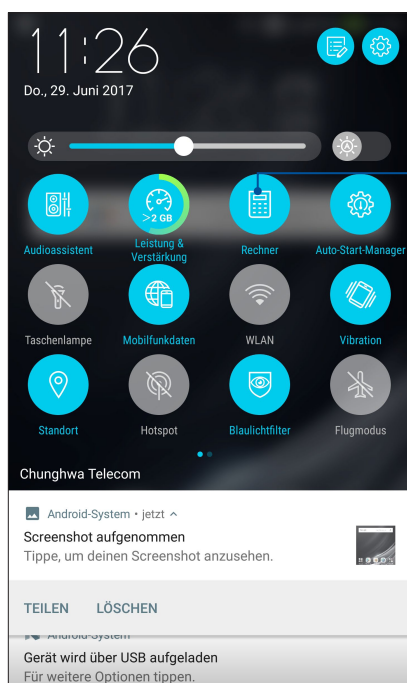 11:26
Do., 29. Juni 2017
A
>2 GB
Audioassistent
Leistung &
Verstärkung
Rechner
Auto-Start-Manager
Taschenlampe
Mobilfunkdaten
WLAN
Vibration
Standort
Hotspot
Blaulichtfilter
Flugmodus
Chunghwa Telecom
Android-System • jetzt
Screenshot aufgenommen
Tippe, um deinen Screenshot anzusehen.
TEILEN LÖSCHEN
Android-System
Gerät wird über USB aufgeladen
Für weitere Optionen tippen.